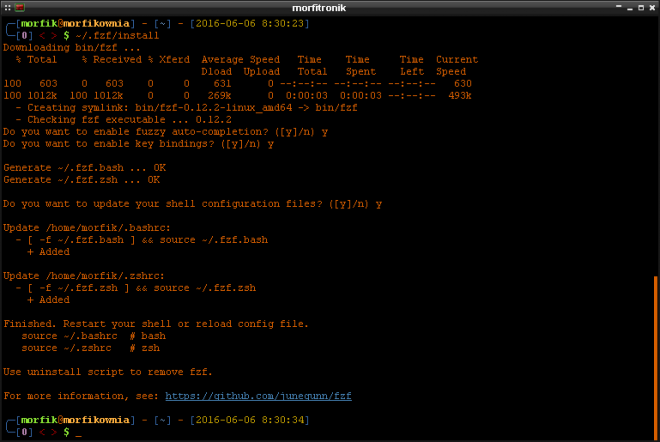 morfitronik
[morfik@morfikownia] - [~] - [2016-06-06 8:30:23]
[0] < > $ ~/.fzf/install
Downloading bin/fzf ...
% Total % Received % Xferd Average Speed Time Time Time Current
Dload Upload Total Spent Left Speed
100 603 0 603 0 0 631 0 --:--:-- --:--:-- --:--:-- 630
100 1012k 100 1012k 0 0 269k 0 0:00:03 0:00:03 --:--:-- 493k
- Creating symlink: bin/fzf-0.12.2-linux_amd64 -> bin/fzf
- Checking fzf executable ... 0.12.2
Do you want to enable fuzzy auto-completion? ([y]/n) y
Do you want to enable key bindings? ([y]/n) y
Generate ~/.fzf.bash ... OK
Generate ~/.fzf.zsh ... OK
Do you want to update your shell configuration files? ([y]/n) y
Update /home/morfik/.bashrc:
- [ -f ~/.fzf.bash ] && source ~/.fzf.bash
+ Added
Update /home/morfik/.zshrc:
- [ -f ~/.fzf.zsh ] && source ~/.fzf.zsh
+ Added
Finished. Restart your shell or reload config file.
source ~/.bashrc # bash
source ~/.zshrc # zsh
Use uninstall script to remove fzf.
For more information, see: https://github.com/junegunn/fzf
[morfik@morfikownia] - [~] - [2016-06-06 8:30:34]
[0] < > $ _